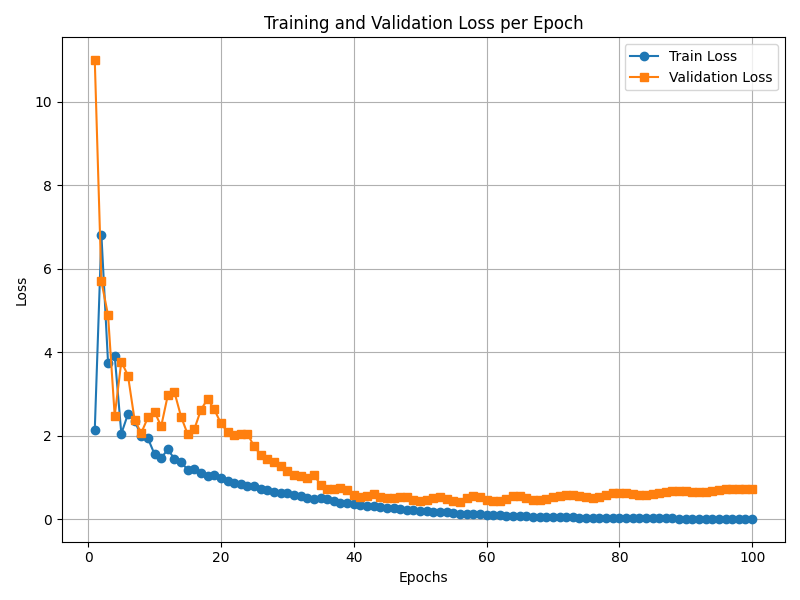 Training and Validation Loss per Epoch
Train Loss
Validation Loss
10
8
6
4
2
0
Loss
0 20 40 60 80 100
Epochs